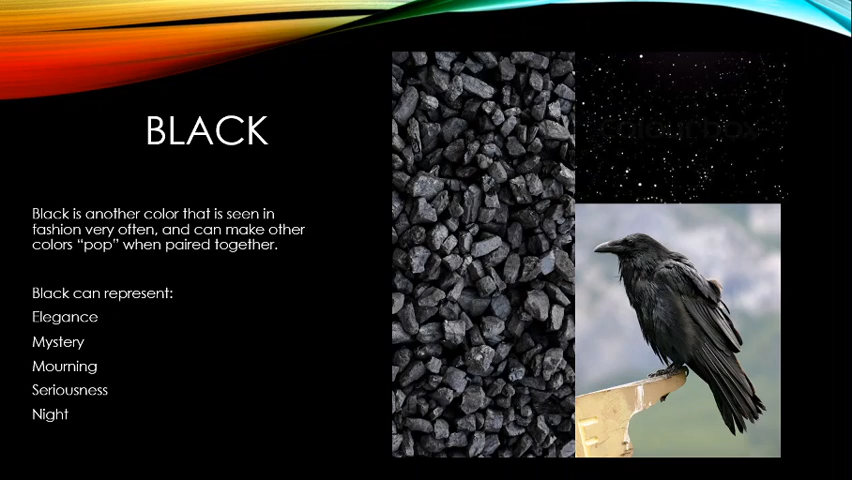 BLACK
Black is another color that is seen in
fashion very often, and can make other
colors “pop” when paired together.
Black can represent:
Elegance
Mystery
Mourning
Seriousness
Night